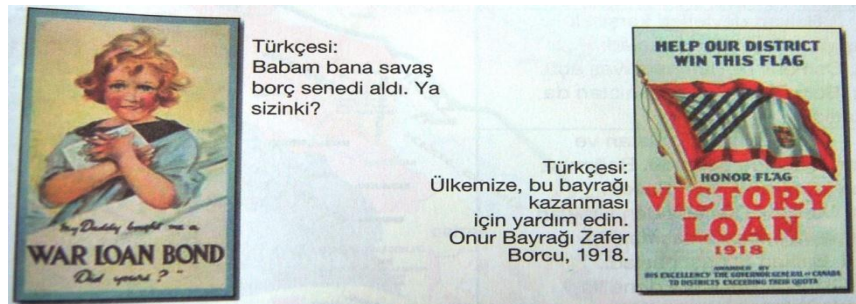 My Daddy bought me a
WAR LOAN BOND
Did yours?"
Türkçesi:
Babam bana savaş
borç senedi aldı. Ya
sizinki?
Türkçesi:
Ülkemize, bu bayrağı
kazanması
için yardım edin.
Onur Bayrağı Zafer
Borcu, 1918.
HELP OUR DISTRICT
WIN THIS FLAG
HONOR FLAG
VICTORY
LOAN
1918
AWARDED BY
HIS EXCELLENCY THE GOVERNOR GENERAL OF CANADA
TO DISTRICTS EXCEEDING THEIR QUOTA